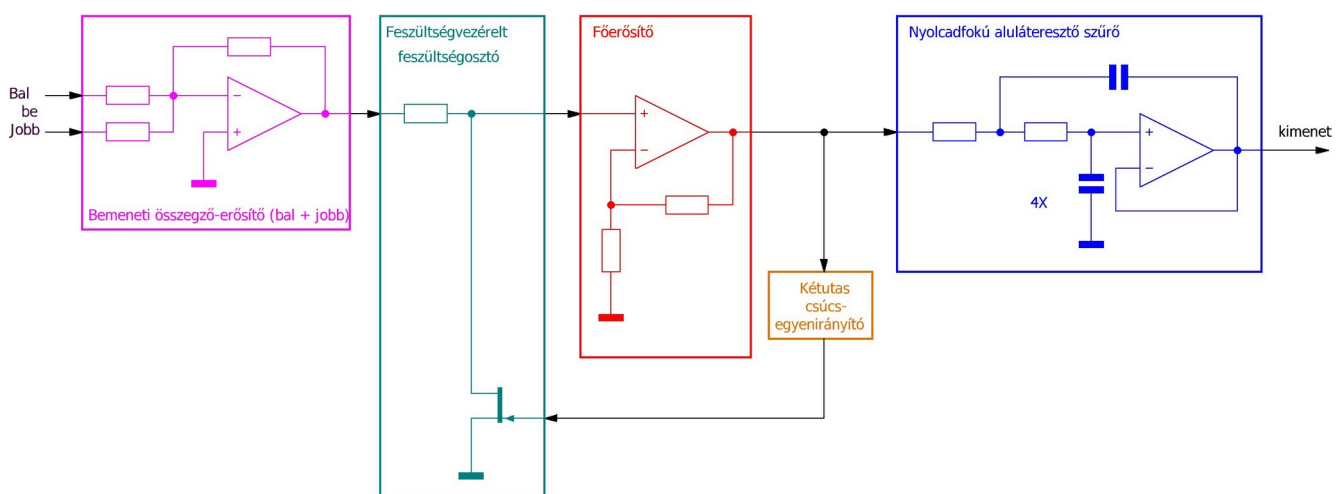 Bal
be
Jobb
Bemeneti összegző-erősítő (bal + jobb)
Feszültségvezérelt
feszültségosztó
Főerősítő
Kétutas
csúcs-
egyenirányító
Nyolcadfokú aluláteresztő szűrő
4X
kimenet